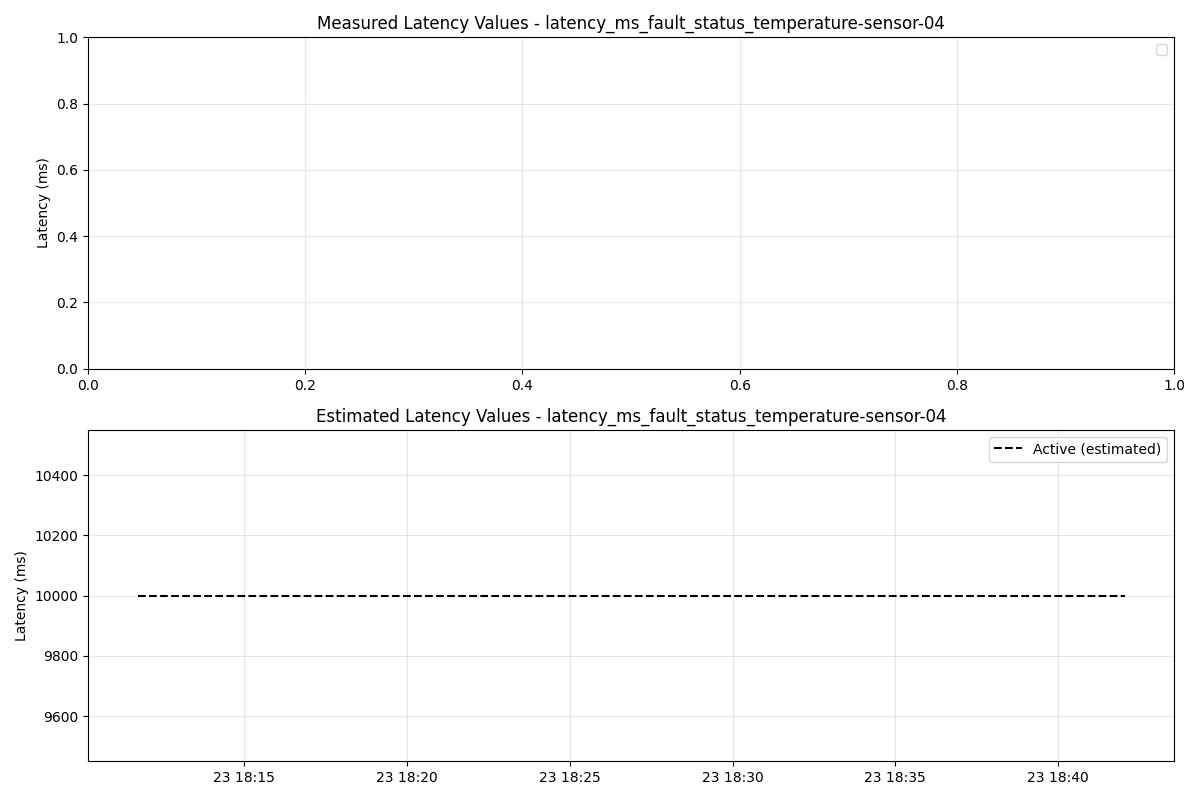 Measured Latency Values - latency_ms_fault_status_temperature-sensor-04
1.0
0.8
0.6
0.4
0.2
0.0
Latency (ms)
0.0 0.2 0.4 0.6 0.8 1.0
Estimated Latency Values - latency_ms_fault_status_temperature-sensor-04
Active (estimated)
10400
10200
10000
9800
9600
Latency (ms)
23 18:15 23 18:20 23 18:25 23 18:30 23 18:35 23 18:40